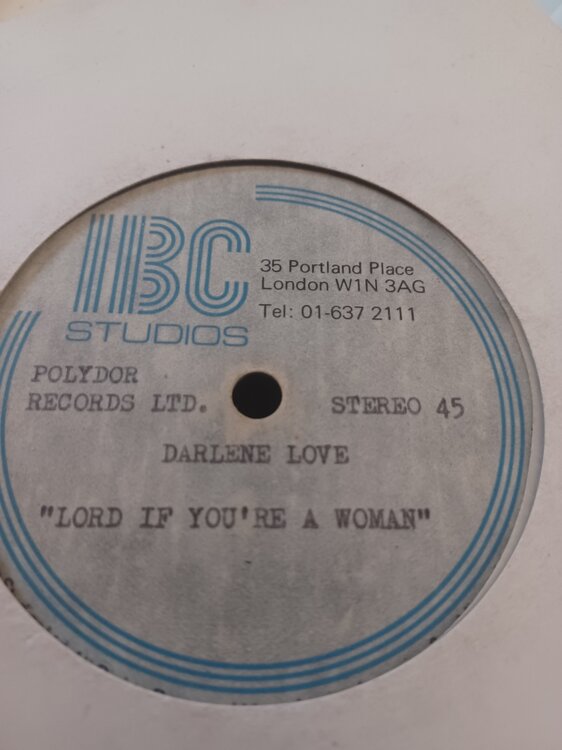 IBC
STUDIOS
35 Portland Place
London W1N 3AG
Tel: 01-637 2111
POLYDOR
RECORDS LTD.
STEREO 45
DARLENE LOVE
"LORD IF YOU'RE A WOMAN"